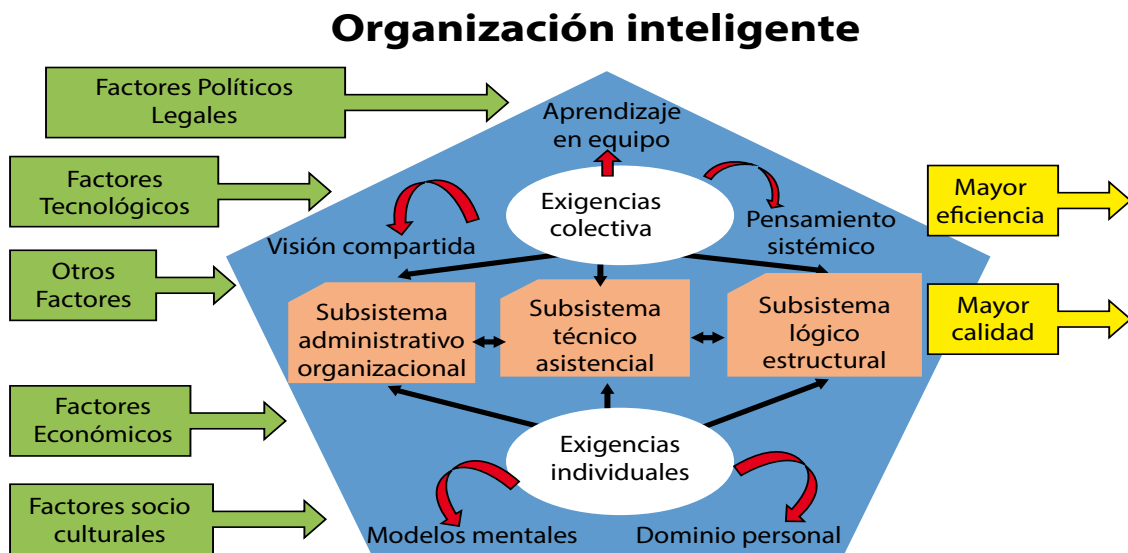 Organización inteligente
Factores Políticos
Legales
Aprendizaje
en equipo
Factores
Tecnológicos
Exigencias
colectiva
Mayor
eficiencia
Visión compartida
Pensamiento
sistémico
Otros
Factores
Subsistema
administrativo
organizacional
Subsistema
técnico
asistencial
Subsistema
lógico
estructural
Mayor
calidad
Factores
Económicos
Exigencias
individuales
Factores socio
culturales
Modelos mentales
Dominio personal